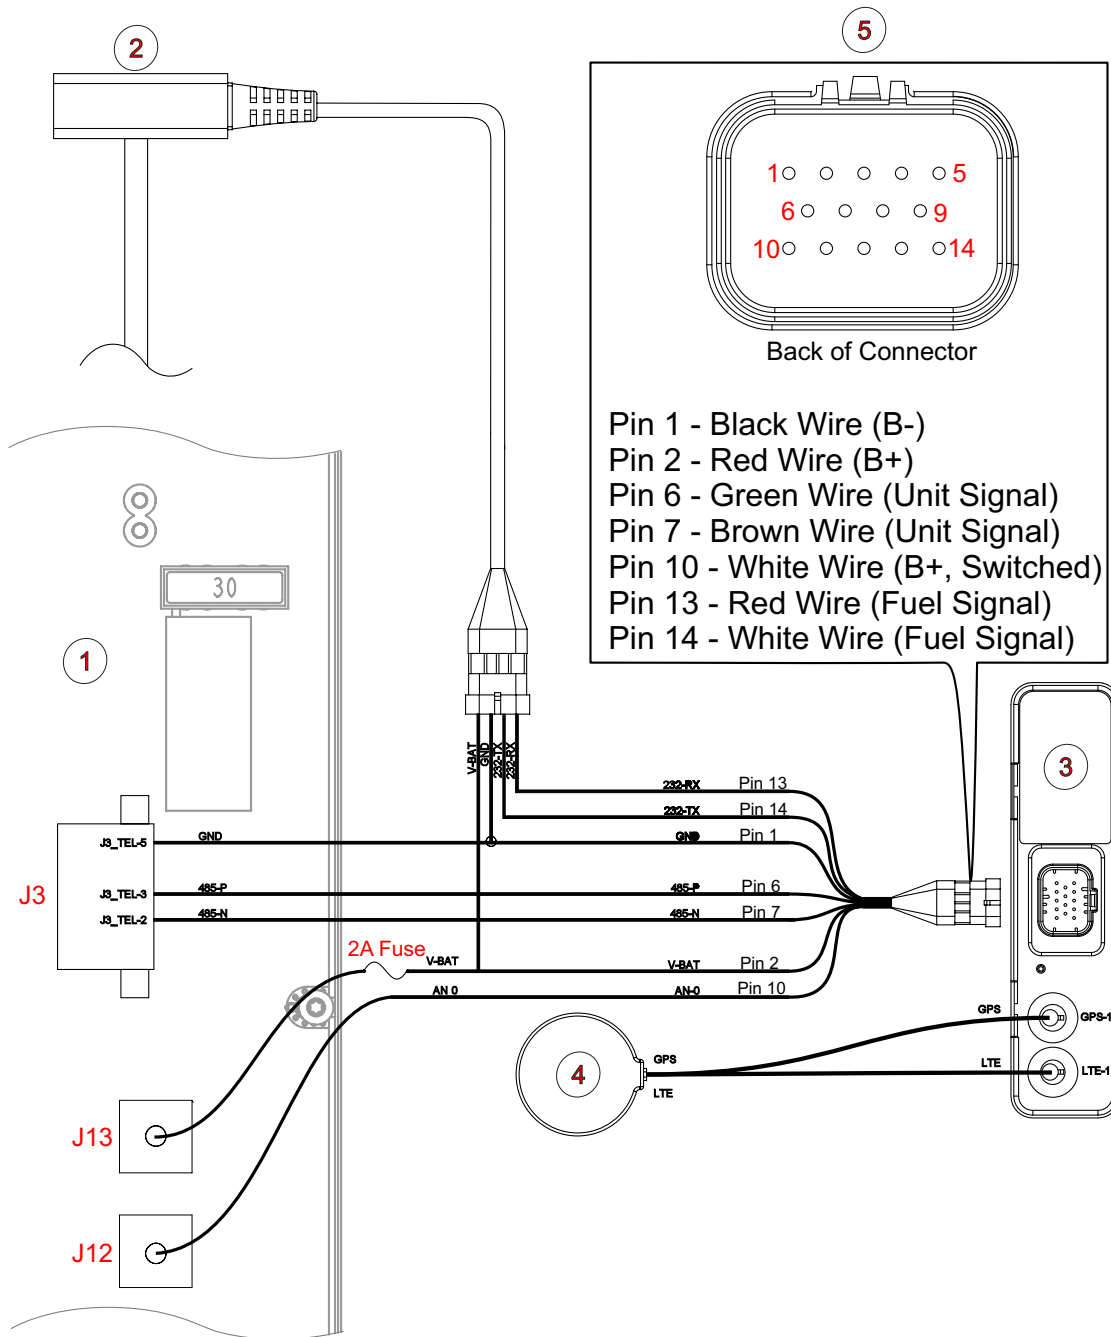 2
5
1
5
6
9
10
14
Back of Connector
Pin 1 - Black Wire (B-)
Pin 2 - Red Wire (B+)
Pin 6 - Green Wire (Unit Signal)
Pin 7 - Brown Wire (Unit Signal)
Pin 10 - White Wire (B+, Switched)
Pin 13 - Red Wire (Fuel Signal)
Pin 14 - White Wire (Fuel Signal)
30
1
3
V-BAT
GND
232-TX
232-RX
232-RX Pin 13
232-TX Pin 14
J3_TEL-5 GND GND Pin 1
J3
J3_TEL-3 485-P 485-P Pin 6
J3_TEL-2 485-N 485-N Pin 7
2A Fuse
V-BAT V-BAT Pin 2
AN 0 AN-0 Pin 10
GPS GPS-1
4
GPS
LTE
LTE LTE-1
J13
J12